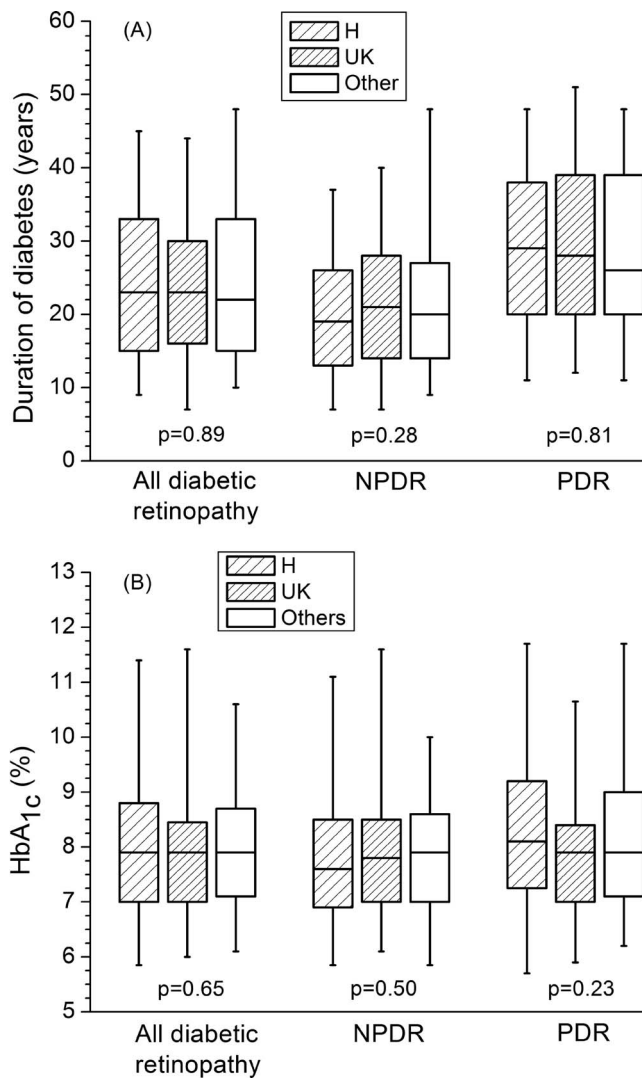 (A)
H
UK
Other
60
50
40
30
20
10
0
Duration of diabetes (years)
p=0.89
p=0.28
p=0.81
All diabetic
retinopathy
NPDR
PDR
(B)
H
UK
Others
13
12
11
10
9
8
7
6
5
HbA1c (%)
p=0.65
p=0.50
p=0.23
All diabetic
retinopathy
NPDR
PDR